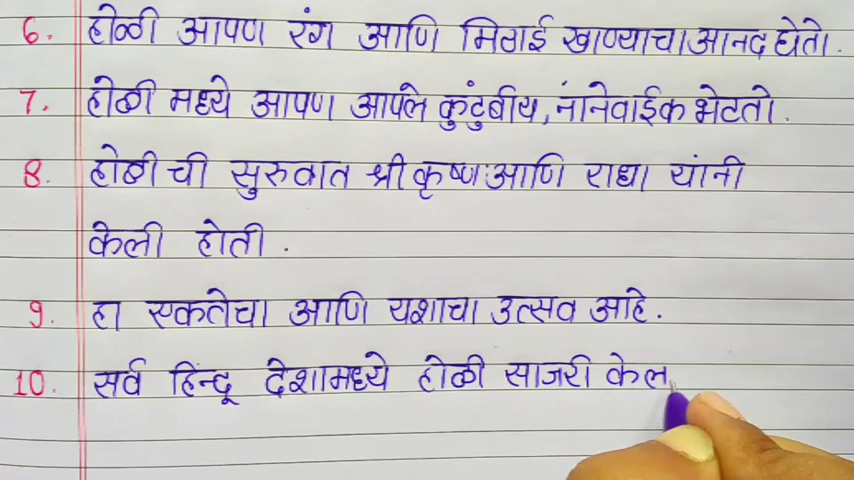 6. होळी आपण रंग आणि मिठाई खाण्याचा आनद घेतो.
7. होळी मध्ये आपण आपले कुटुंबीय, नांनेवाईक भेटतो.
8. होळी ची सुरुवात श्री कृष्ण आणि राधा यांनी
केली होती.
9. हा एकतेचा आणि यशाचा उत्सव आहे.
10. सर्व हिन्दू देशामध्ये होळी साजरी केल